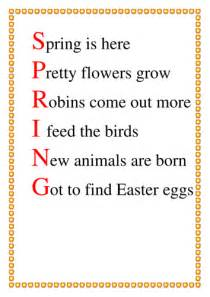 Spring is here
Pretty flowers grow
Robins come out more
I feed the birds
New animals are born
Got to find Easter eggs